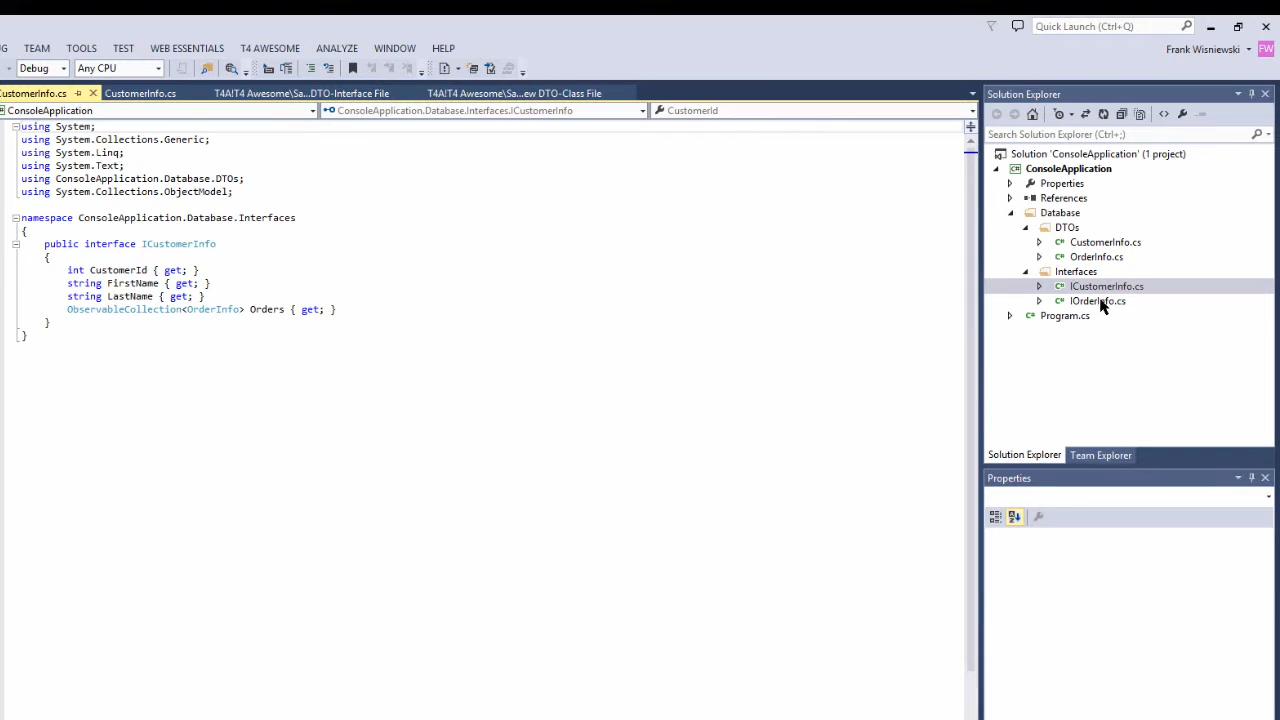 Quick Launch (Ctrl+Q)
G TEAM TOOLS TEST WEB ESSENTIALS T4 AWESOME ANALYZE WINDOW HELP
Frank Wisniewski FW
Debug Any CPU
CustomerInfo.cs CustomerInfo.cs T4A!T4 Awesome\Sa...DTO-Interface File T4A!T4 Awesome\Sa...ew DTO-Class File
ConsoleApplication ConsoleApplication.Database.Interfaces.ICustomerInfo CustomerId
using System;
using System.Collections.Generic;
using System.Linq;
using System.Text;
using ConsoleApplication.Database.DTOs;
using System.Collections.ObjectModel;
namespace ConsoleApplication.Database.Interfaces
{
public interface ICustomerInfo
{
int CustomerId { get; }
string FirstName { get; }
string LastName { get; }
ObservableCollection<OrderInfo> Orders { get; }
}
}
Solution Explorer
Search Solution Explorer (Ctrl+;)
Solution 'ConsoleApplication' (1 project)
ConsoleApplication
Properties
References
Database
DTOs
CustomerInfo.cs
OrderInfo.cs
Interfaces
ICustomerInfo.cs
IOrderInfo.cs
Program.cs
Solution Explorer Team Explorer
Properties